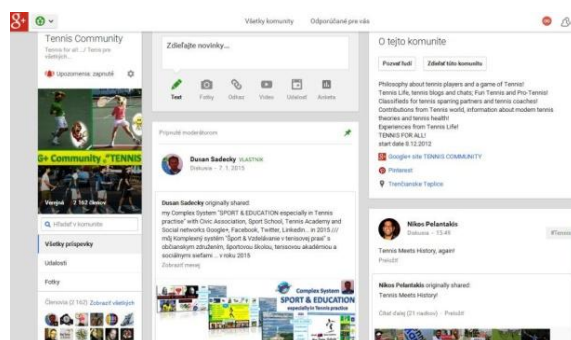 g+
Všetky komunity
Odporúčané pre vás
Tennis Community
Tennis for all.../ Tenis pre
všetkých...
Upozornenia: zapnuté
G+ Community „TENNIS
Verejná 2 162 členov
Hľadať v komunite
Všetky príspevky
Udalosti
Fotky
Členovia (2 162) Zobraziť všetkých
Zdieľajte novinky...
Text
Fotky
Odkaz
Video
Udalosť
Anketa
Pripnuté moderátorom
Dusan Sadecky VLASTNÍK
Diskusia - 7. 1. 2015
Dusan Sadecky originally shared:
my Complex System "SPORT & EDUCATION especially in Tennis
practise" with Civic Association, Sport School, Tennis Academy and
Social networks Google+, Facebook, Twitter, Linkedin... in 2015 ///
môj Komplexný systém "Šport & Vzdelávanie v tenisovej praxi" s
občianskym združením, športovou školou, tenisovou akadémiou a
sociálnymi sieťami .. v roku 2015
Zobraziť menej
Complex System
SPORT & EDUCATION
especially in Tennis practise
O tejto komunite
Pozvať ľudí
Zdieľať túto komunitu
Philosophy about tennis players and a game of Tennis!
Tennis Life, tennis blogs and chats; Fun Tennis and Pro-Tennis!
Classifieds for tennis sparing partners and tennis coaches!
Contributions from Tennis world, information about modern tennis
theories and tennis health!
Experiences from Tennis Life!
TENNIS FOR ALL!
start date 8.12.2012
Google+ site TENNIS COMMUNITY
Pinterest
Trenčianske Teplice
Nikos Pelantakis
Diskusia - 15:49
#Tennis
Tennis Meets History, again!
Preložiť
Nikos Pelantakis originally shared:
Tennis Meets History!
Čítať ďalej (21 riadkov) · Preložiť